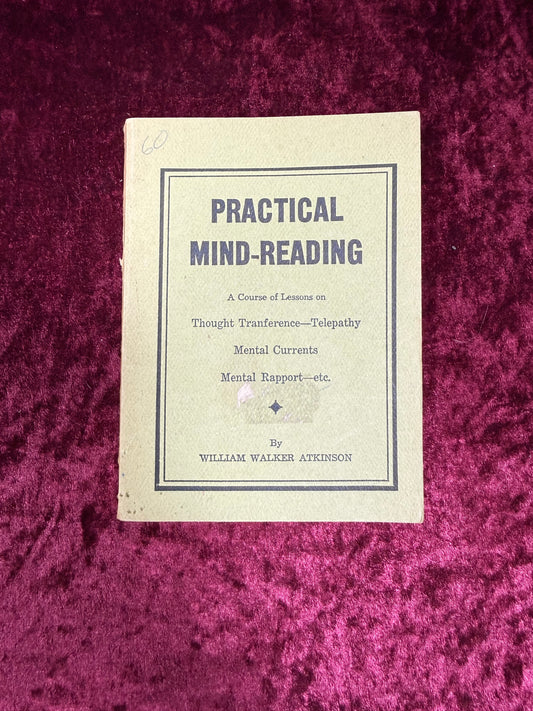 60
PRACTICAL
MIND-READING
A Course of Lessons on
Thought Tranference—Telepathy
Mental Currents
Mental Rapport—etc.
By
WILLIAM WALKER ATKINSON